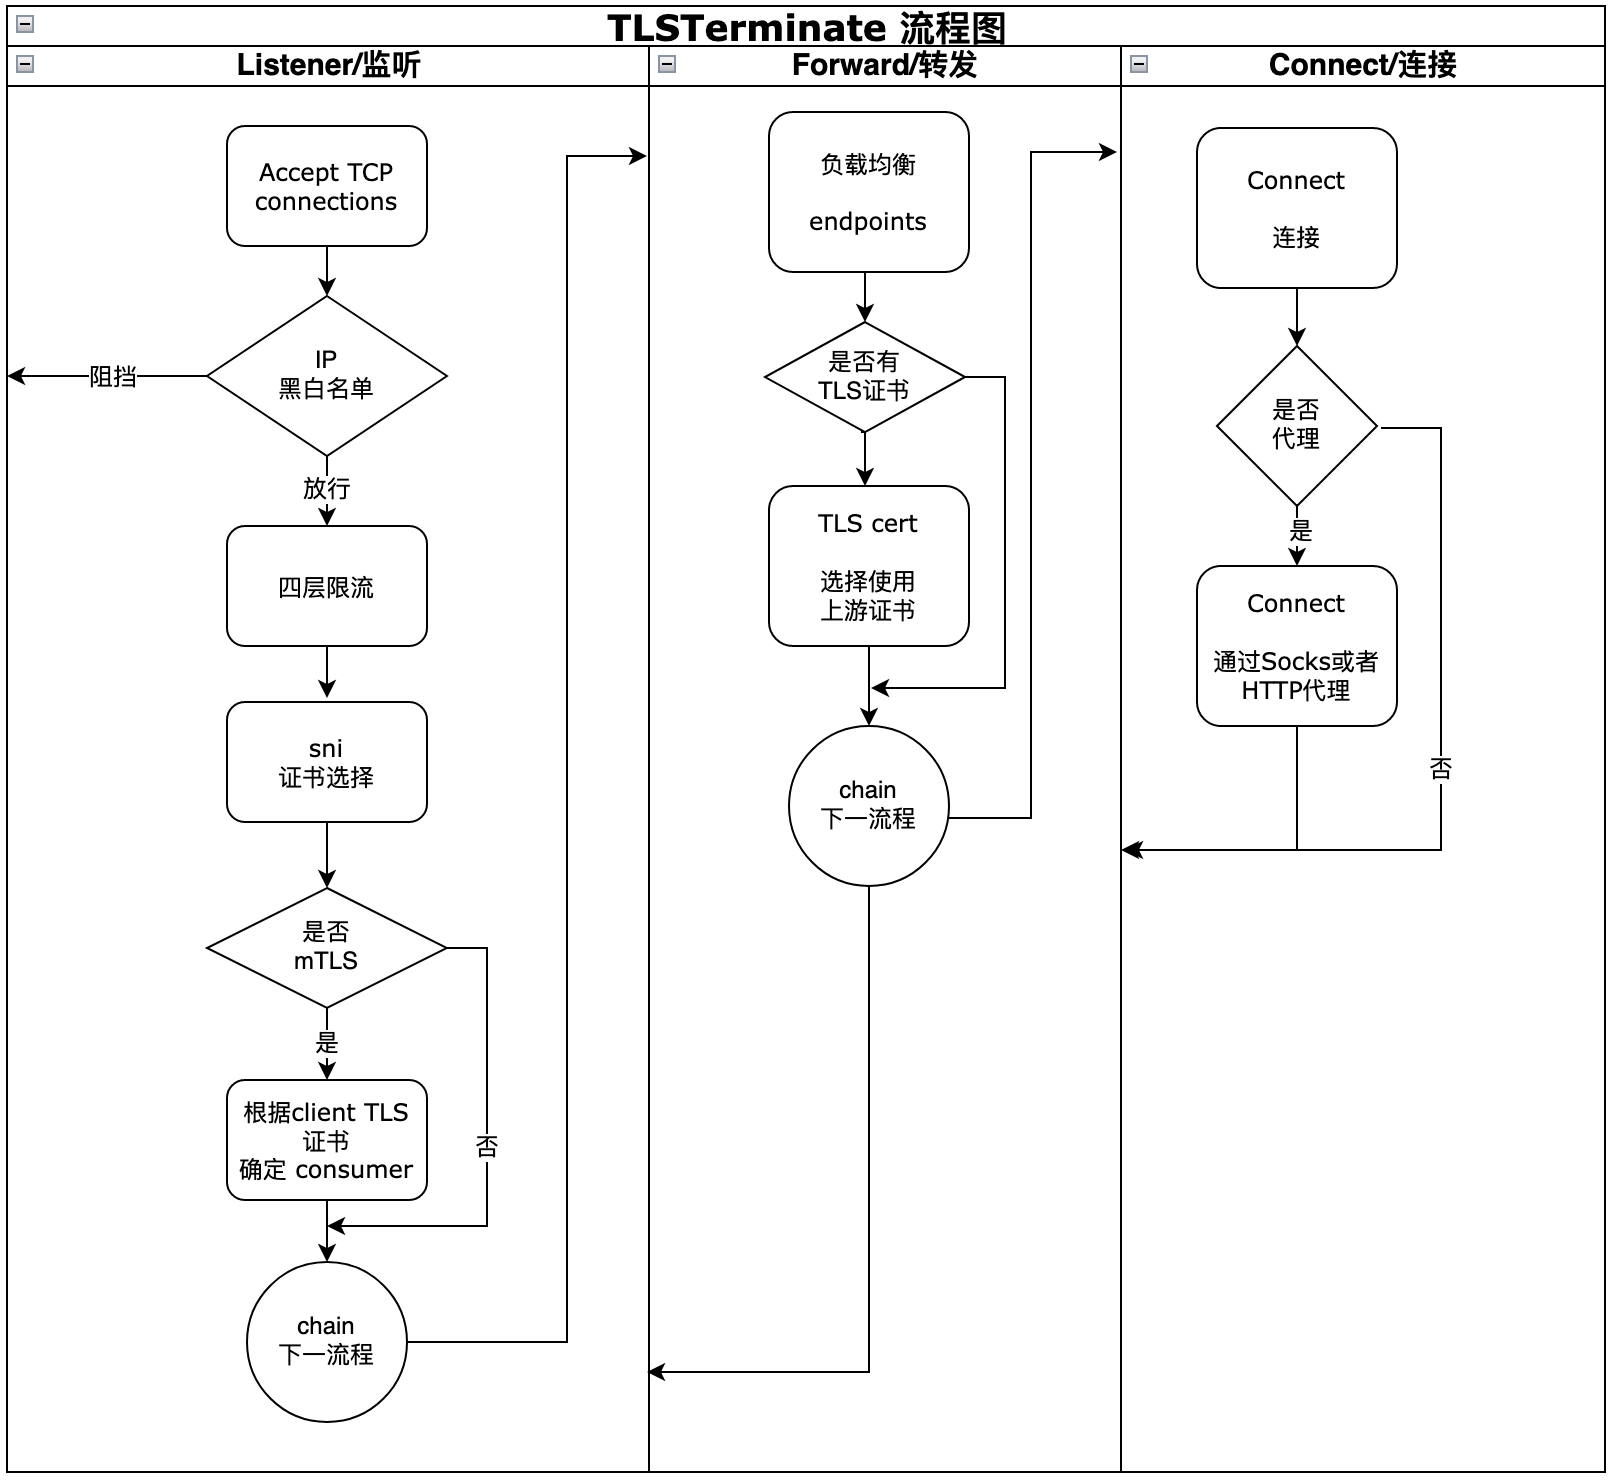 TLSTerminate 流程图
Listener/监听
Forward/转发
Connect/连接
Accept TCP
connections
IP
黑白名单
阻挡
放行
四层限流
sni
证书选择
是否
mTLS
是
否
根据client TLS
证书
确定 consumer
chain
下一流程
负载均衡
endpoints
是否有
TLS证书
TLS cert
选择使用
上游证书
chain
下一流程
Connect
连接
是否
代理
是
否
Connect
通过Socks或者
HTTP代理